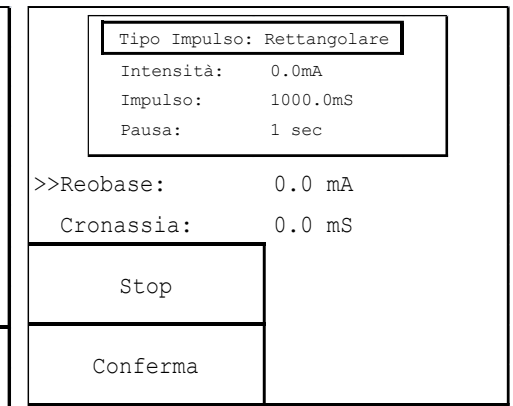 Tipo Impulso: Rettangolare
Intensità: 0.0mA
Impulso: 1000.0mS
Pausa: 1 sec
>>Reobase: 0.0 mA
Cronassia: 0.0 mS
Stop
Conferma